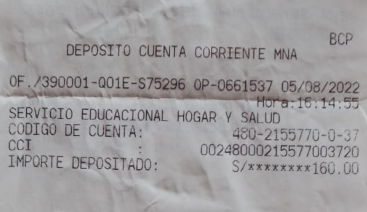 BCP
DEPOSITO CUENTA CORRIENTE MNA
OF./390001-Q01E-S75296 OP-0661537 05/08/2022
Hora:16:14:55
SERVICIO EDUCACIONAL HOGAR Y SALUD
CODIGO DE CUENTA: 480-2155770-0-37
CCI : 00248000215577003720
IMPORTE DEPOSITADO: S/********160.00